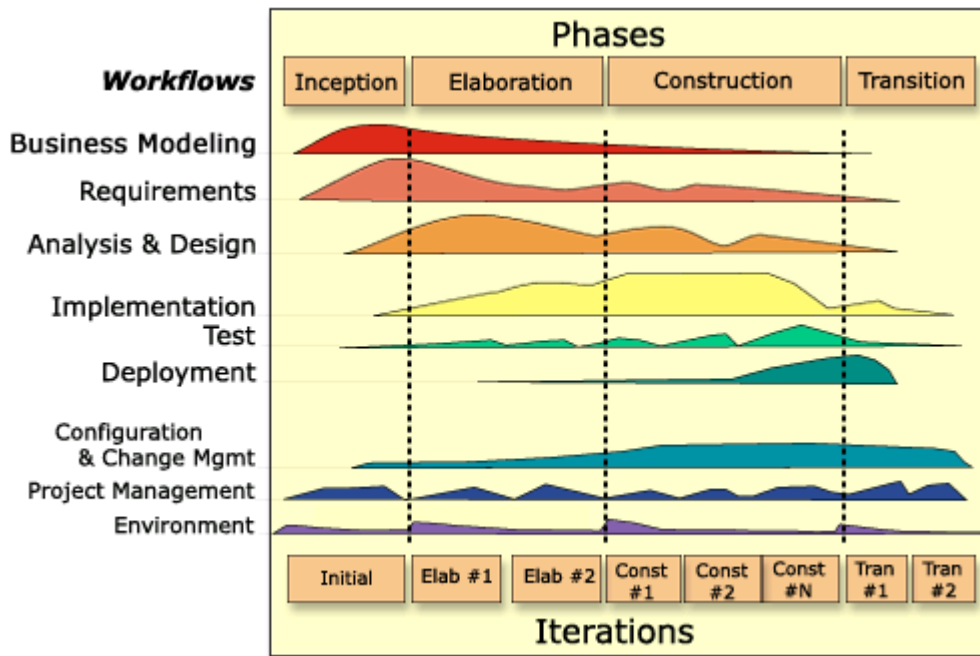 Phases
Workflows
Inception
Elaboration
Construction
Transition
Business Modeling
Requirements
Analysis & Design
Implementation
Test
Deployment
Configuration
& Change Mgmt
Project Management
Environment
Initial
Elab #1
Elab #2
Const
#1
Const
#2
Const
#N
Tran
#1
Tran
#2
Iterations